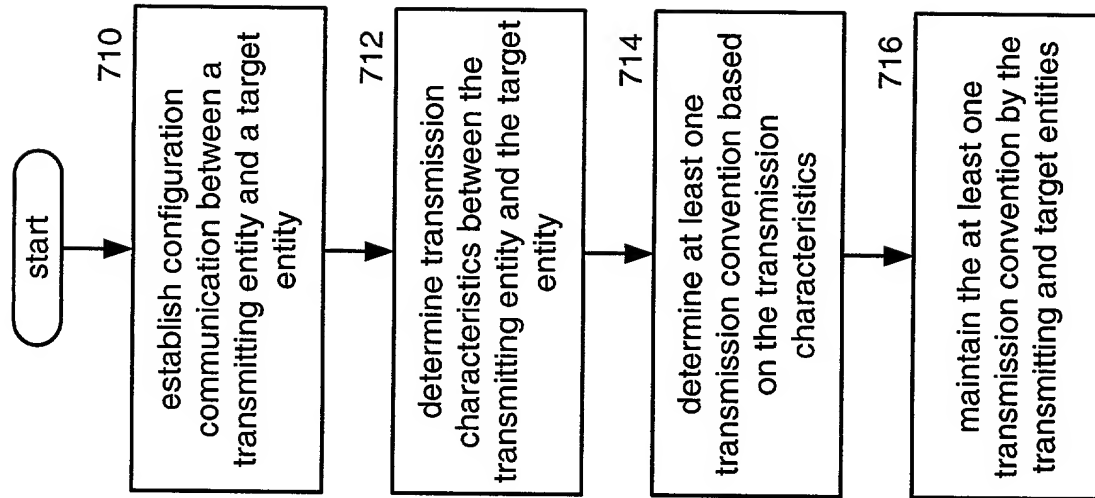 start
710
establish configuration
communication between a
transmitting entity and a target
entity
712
determine transmission
characteristics between the
transmitting entity and the target
entity
714
determine at least one
transmission convention based
on the transmission
characteristics
716
maintain the at least one
transmission convention by the
transmitting and target entities